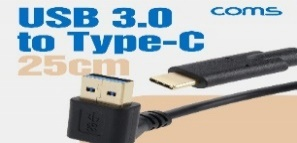 USB 3.0
coms
to Type-C
25cm